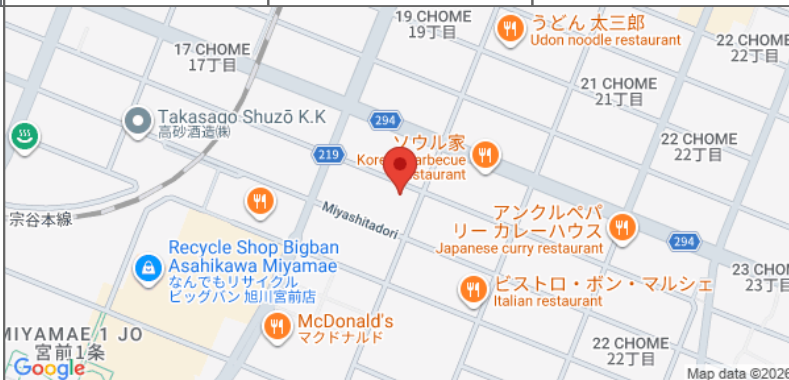 19 CHOME
19丁目
うどん 太三郎
Udon noodle restaurant
22 CHOME
22丁目
17 CHOME
17丁目
21 CHOME
21丁目
Takasago Shuzō K.K
高砂酒造㈱
294
219
ソウル家
22 CHOME
22丁目
Miyashitadori
宗谷本線
アンクルペパ
リー カレーハウス
Japanese curry restaurant
294
Recycle Shop Bigban
Asahikawa Miyamae
なんでもリサイクル
ビッグバン 旭川宮前店
ビストロ・ボン・マルシェ
Italian restaurant
23 CHO
23丁目
McDonald's
マクドナルド
MIYAMAE 1 JO
宮前1条
22 CHOME
22丁目
Google
Map data ©2026